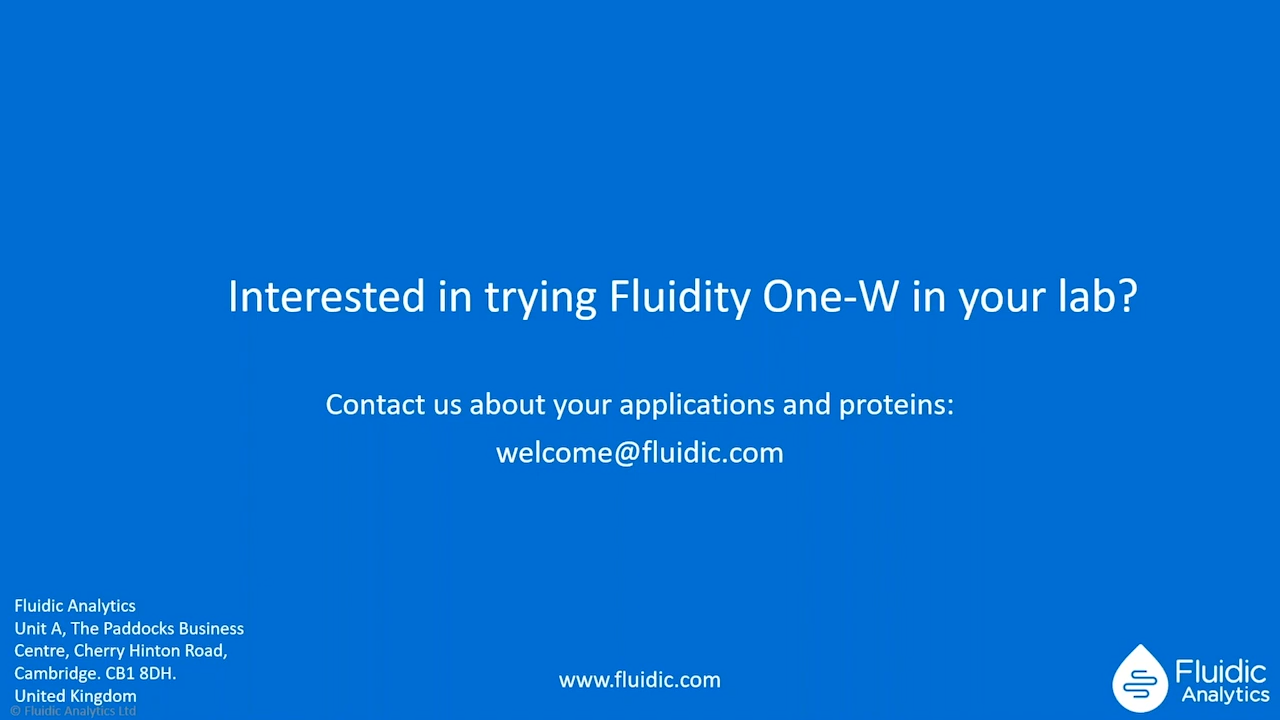 Interested in trying Fluidity One-W in your lab?
Contact us about your applications and proteins:
welcome@fluidic.com
Fluidic Analytics
Unit A, The Paddocks Business
Centre, Cherry Hinton Road,
Cambridge. CB1 8DH.
United Kingdom
© Fluidic Analytics Ltd
www.fluidic.com
Fluidic
Analytics